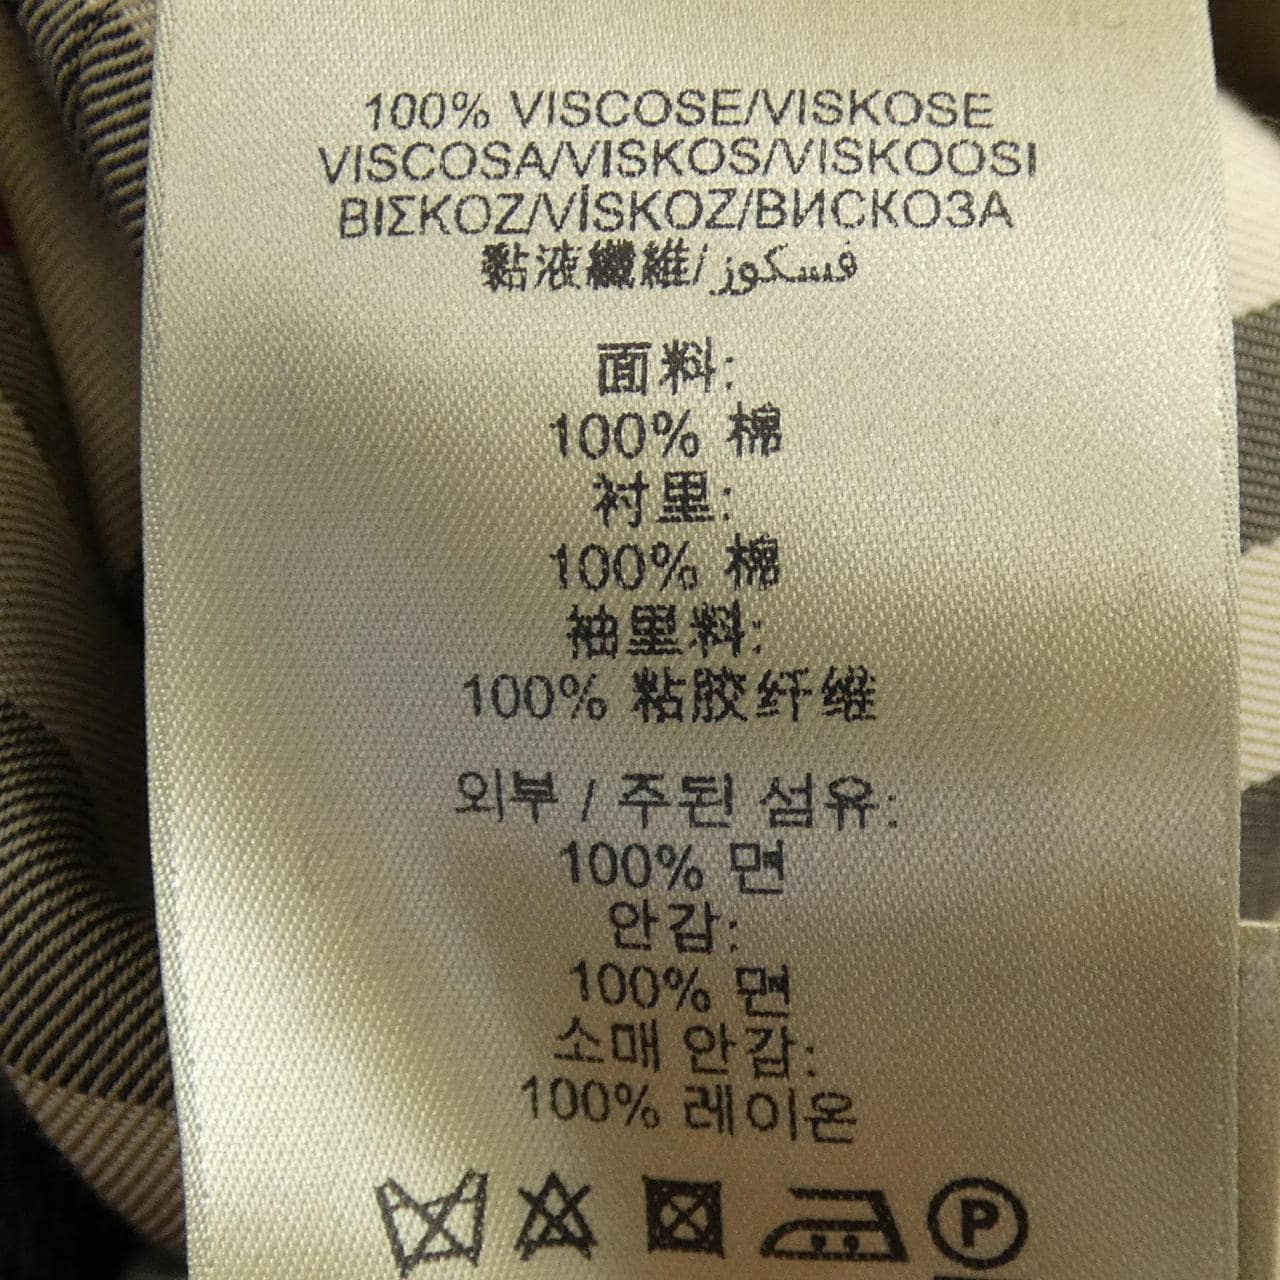 100% VISCOSE/VISKOSE
VISCOSA/VISKOS/VISKOOSI
ΒΙΣΚΟΖ/VİSKOZ/ВИСКОЗА
黏液纖維/فسكوز
面料:
100% 棉
衬里:
100% 棉
袖里料:
100% 粘胶纤维
외부 / 주된 섬유:
100% 면
안감:
100% 면
소매 안감:
100% 레이온
P